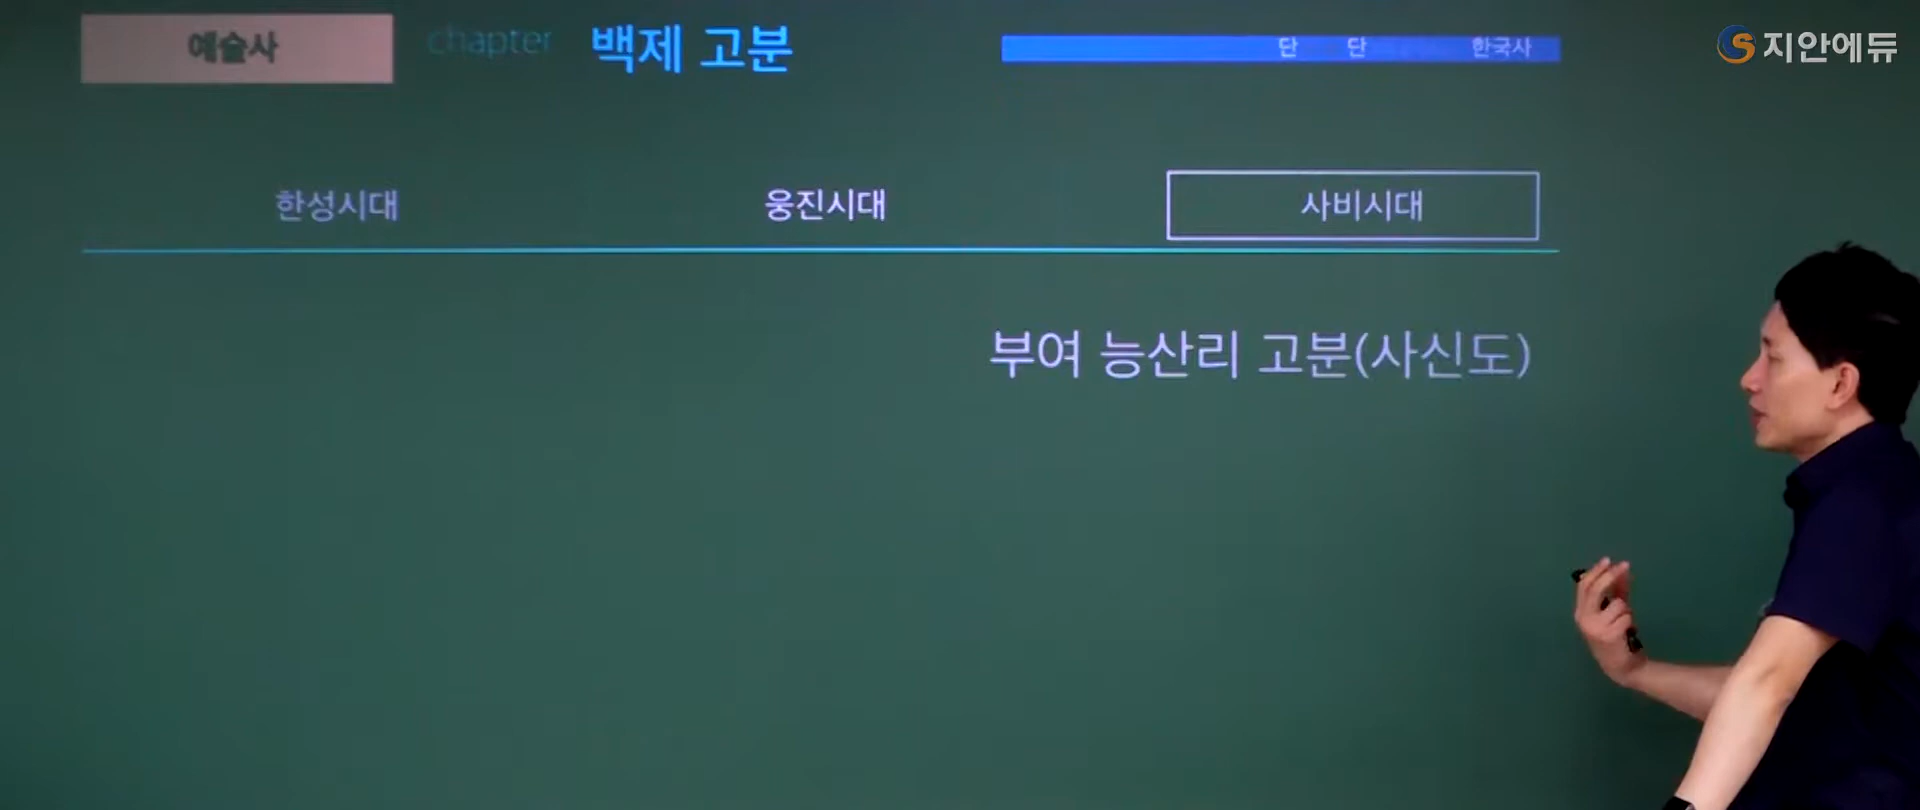 예술사 chapter 백제 고분 단 단 한국사 지안에듀
한성시대 웅진시대 사비시대
부여 능산리 고분(사신도)